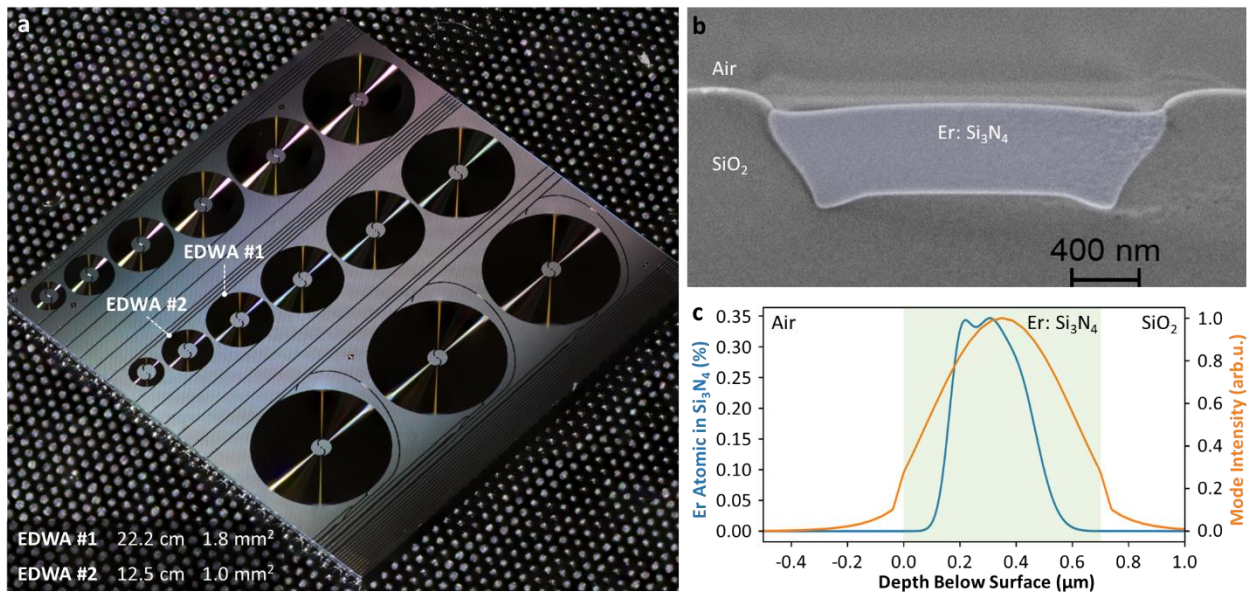 a
EDWA #1
EDWA #2
EDWA #1 22.2 cm 1.8 mm²
EDWA #2 12.5 cm 1.0 mm²
b
Air
Er: Si₃N₄
SiO₂
400 nm
c
Air
Er: Si₃N₄
SiO₂
Er Atomic in Si₃N₄ (%)
0.35
0.30
0.25
0.20
0.15
0.10
0.05
0.00
1.0
0.8
0.6
0.4
0.2
0.0
Mode Intensity (arb.u.)
-0.4 -0.2 0.0 0.2 0.4 0.6 0.8 1.0
Depth Below Surface (μm)